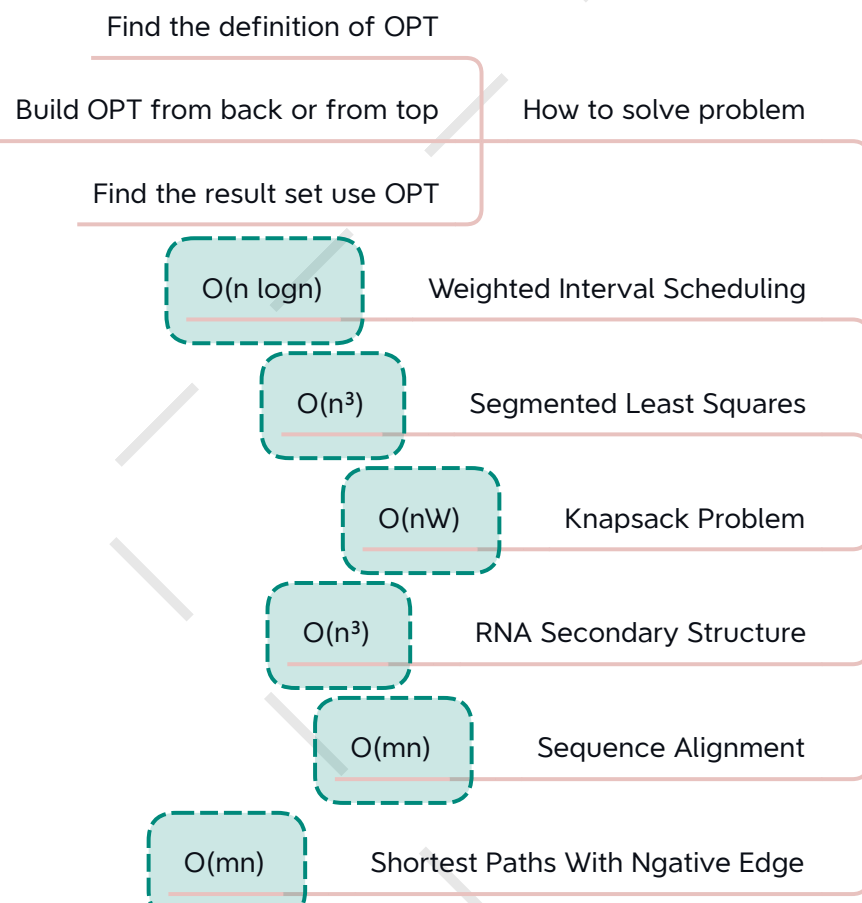 Find the definition of OPT
Build OPT from back or from top
How to solve problem
Find the result set use OPT
O(n logn)
Weighted Interval Scheduling
O(n³)
Segmented Least Squares
O(nW)
Knapsack Problem
O(n³)
RNA Secondary Structure
O(mn)
Sequence Alignment
O(mn)
Shortest Paths With Ngative Edge